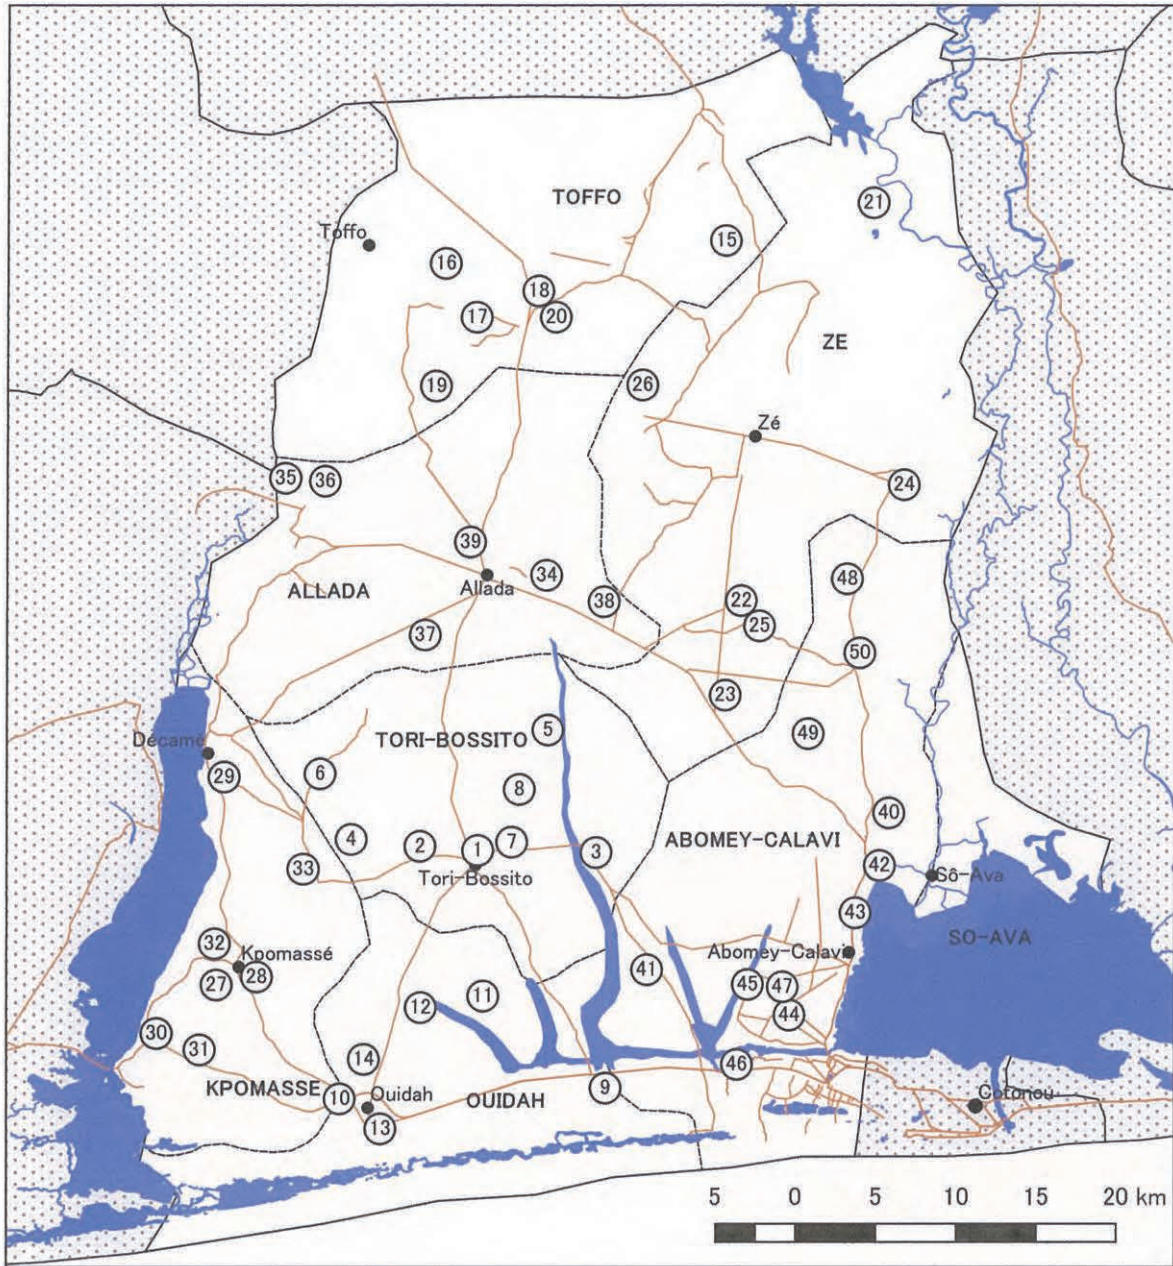 TOFFO
21
Toffo
15
16
18
17
20
ZE
19
26
Zé
35
36
24
39
ALLADA
Allada
34
48
38
22
25
37
50
23
5
TORI-BOSSITO
49
Décamè
29
6
8
40
4
2
1
7
3
ABOMEY-CALAVI
33
Tori-Bossito
42
Sô-Ava
43
32
Kpomassé
Abomey-Calavi
SO-AVA
27
28
41
45
47
12
11
44
30
31
14
46
KPOMASSE
10
Ouidah
OUIDAH
9
Cotonou
13
5 0 5 10 15 20 km